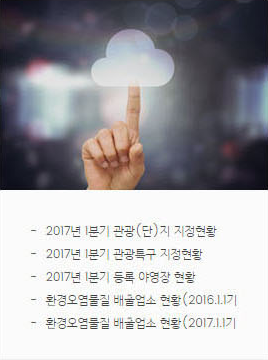 - 2017년 1분기 관광(단)지 지정현황
- 2017년 1분기 관광특구 지정현황
- 2017년 1분기 등록 야영장 현황
- 환경오염물질 배출업소 현황(2016.1.1기
- 환경오염물질 배출업소 현황(2017.1.1기